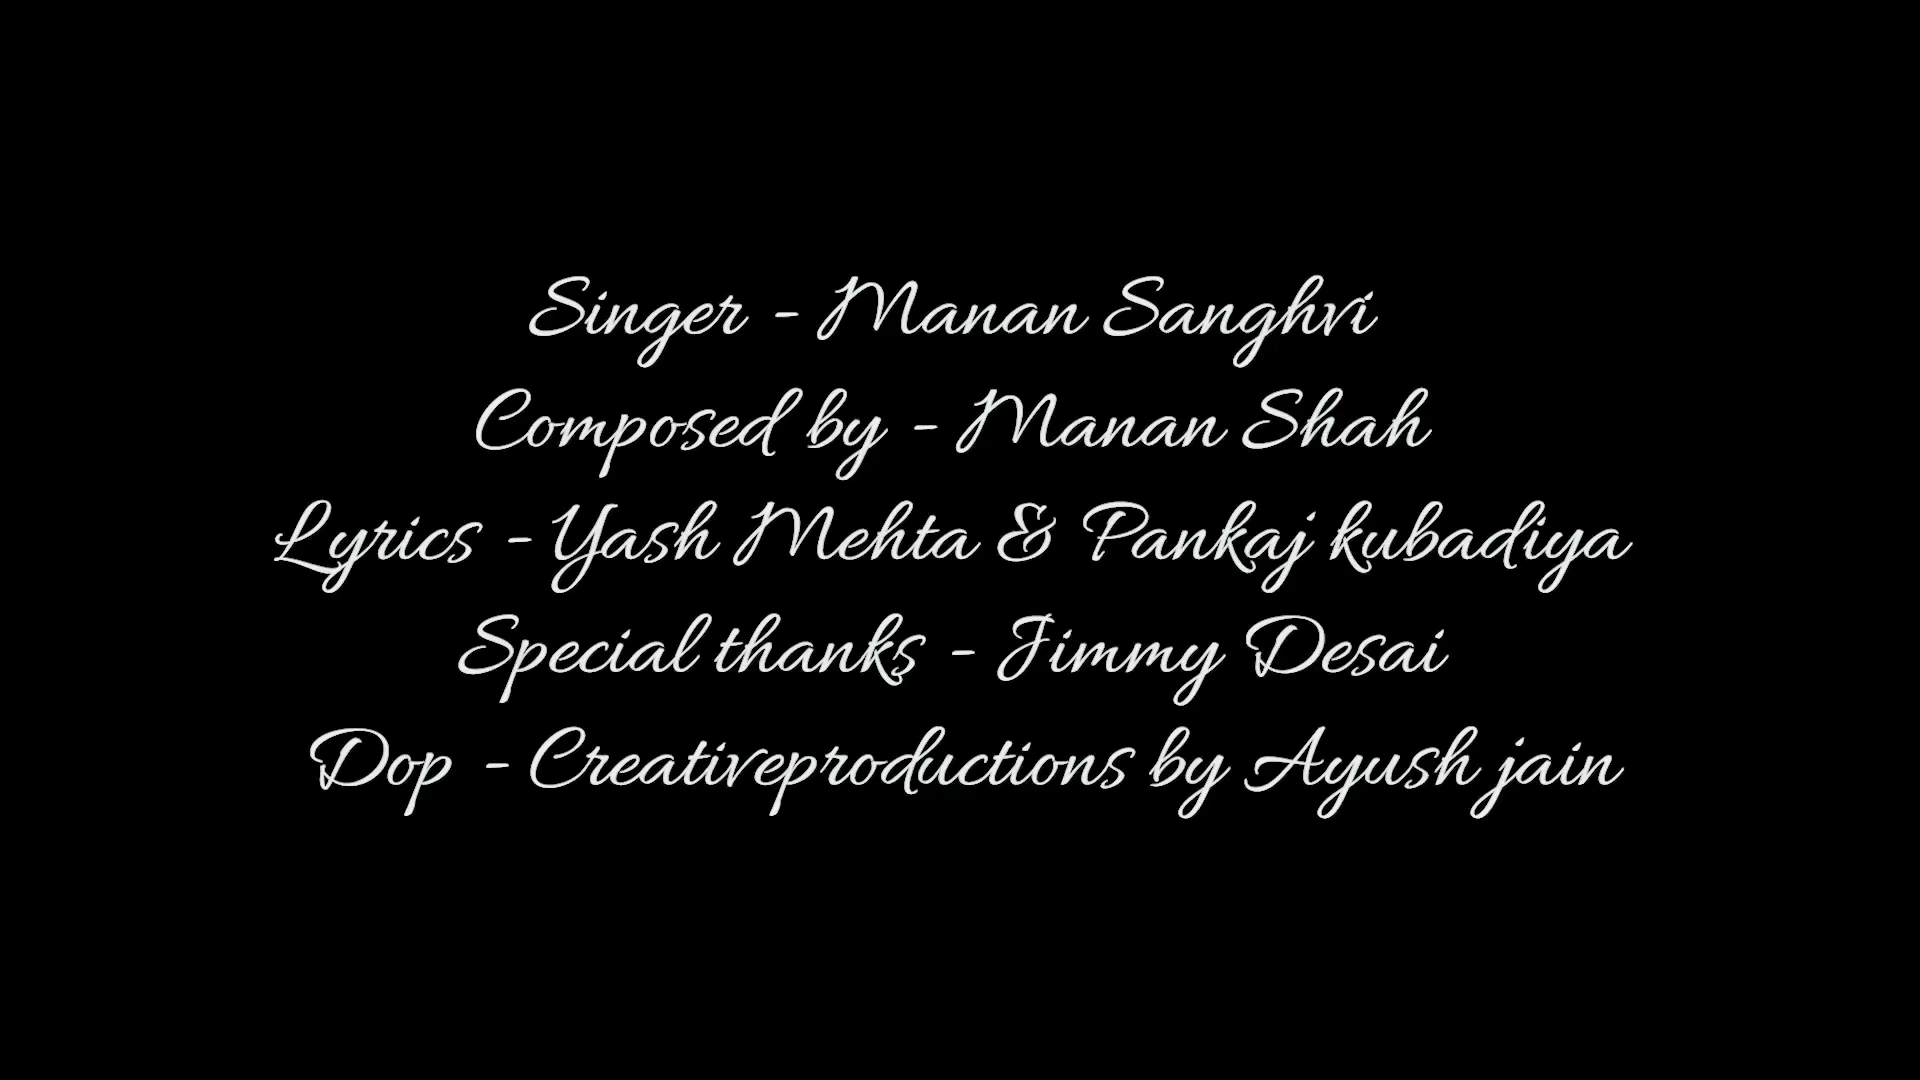 Singer - Manan Sanghvi
Composed by - Manan Shah
Lyrics - Yash Mehta & Pankaj kubadiya
Special thanks - Jimmy Desai
Dop - Creativeproductions by Ayush jain